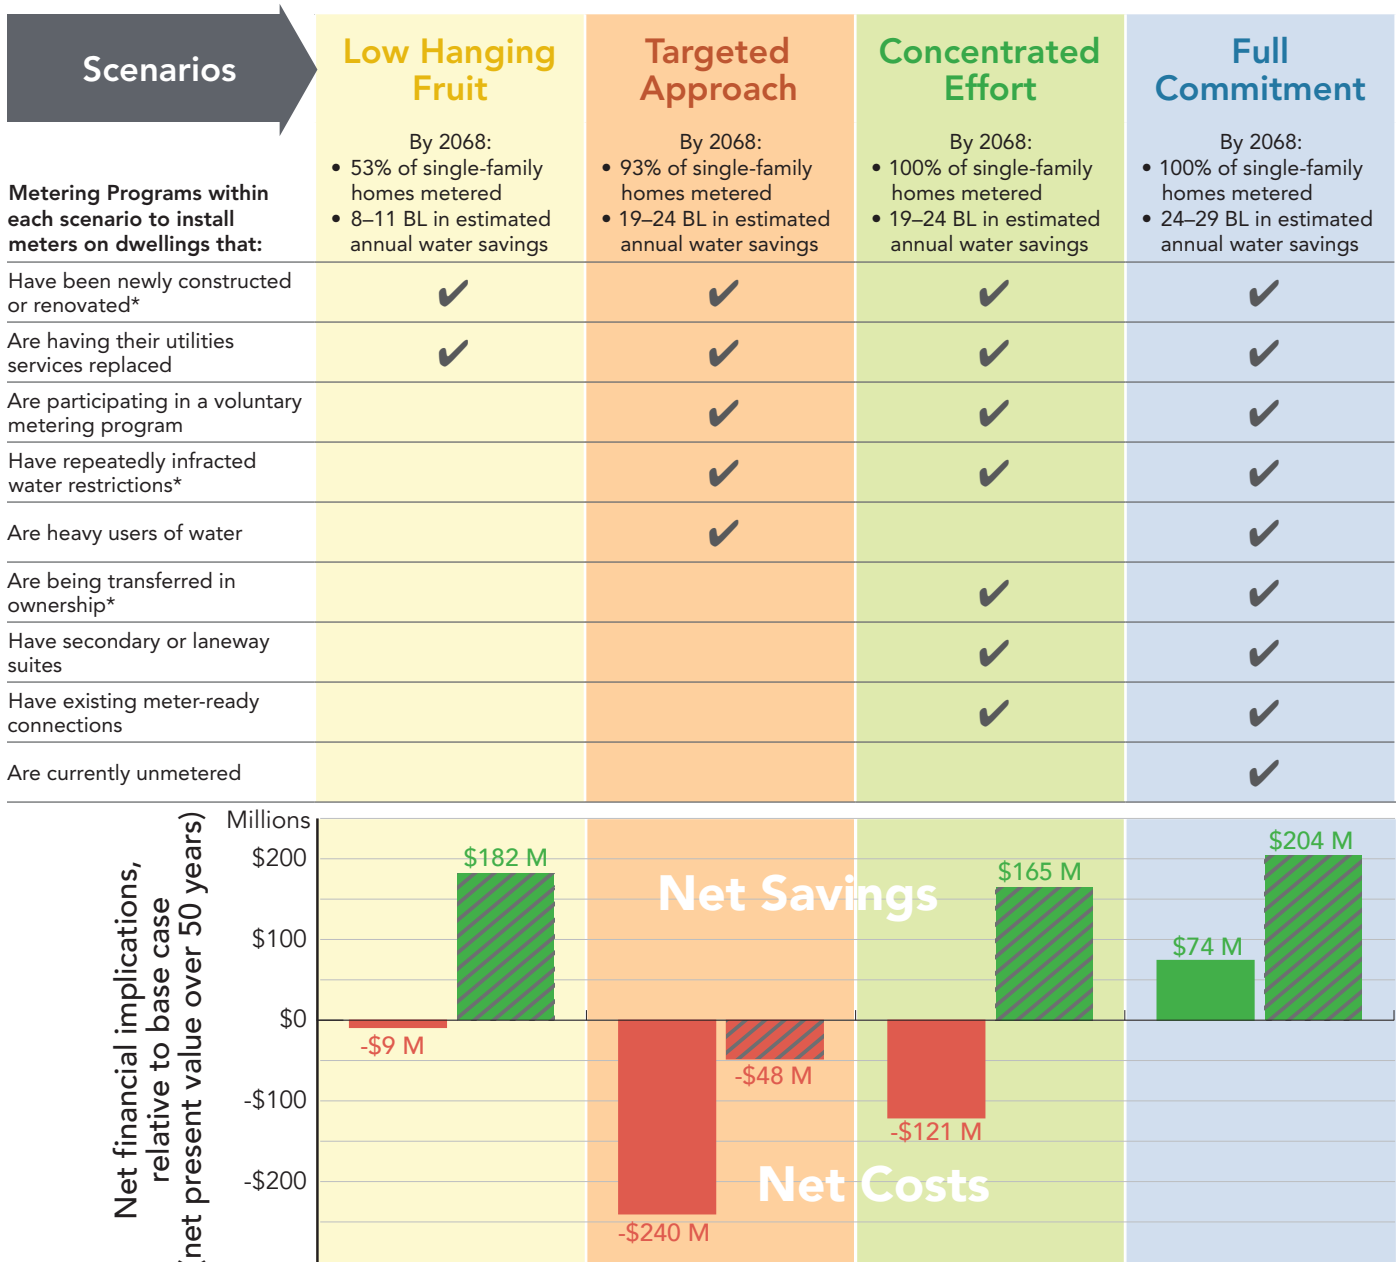 Scenarios
Low Hanging
Fruit
Targeted
Approach
Concentrated
Effort
Full
Commitment
Metering Programs within
each scenario to install
meters on dwellings that:
By 2068:
• 53% of single-family
homes metered
• 8–11 BL in estimated
annual water savings
By 2068:
• 93% of single-family
homes metered
• 19–24 BL in estimated
annual water savings
By 2068:
• 100% of single-family
homes metered
• 19–24 BL in estimated
annual water savings
By 2068:
• 100% of single-family
homes metered
• 24–29 BL in estimated
annual water savings
Have been newly constructed
or renovated*
✔ ✔ ✔ ✔
Are having their utilities
services replaced
✔ ✔ ✔ ✔
Are participating in a voluntary
metering program
✔ ✔ ✔
Have repeatedly infracted
water restrictions*
✔ ✔ ✔
Are heavy users of water
✔ ✔
Are being transferred in
ownership*
✔ ✔
Have secondary or laneway
suites
✔ ✔
Have existing meter-ready
connections
✔ ✔
Are currently unmetered
✔
Net financial implications,
relative to base case
(net present value over 50 years)
Millions
$200
$100
$0
-$100
-$200
$182 M
-$9 M
Net Savings
-$48 M
-$240 M
$165 M
-$121 M
Net Costs
$204 M
$74 M